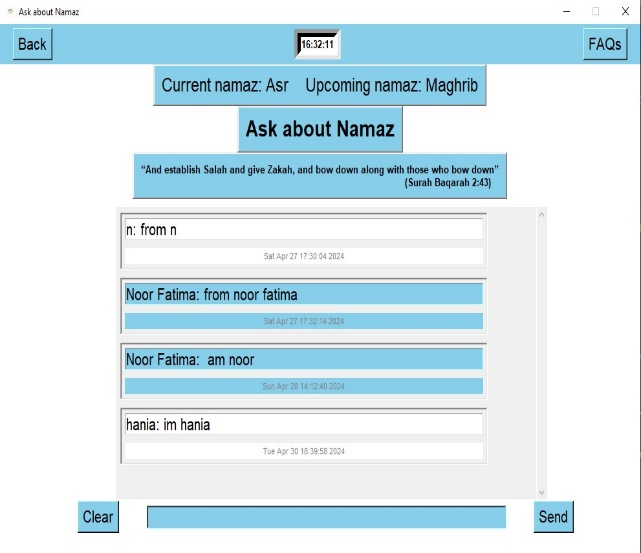 Ask about Namaz
Back
16:32:11
FAQs
Current namaz: Asr Upcoming namaz: Maghrib
Ask about Namaz
“And establish Salah and give Zakah, and bow down along with those who bow down”
(Surah Baqarah 2:43)
n: from n
Sat Apr 27 17:30:04 2024
Noor Fatima: from noor fatima
Sat Apr 27 17:32:14 2024
Noor Fatima: am noor
Sun Apr 28 14:12:40 2024
hania: im hania
Tue Apr 30 18:39:58 2024
Clear
Send